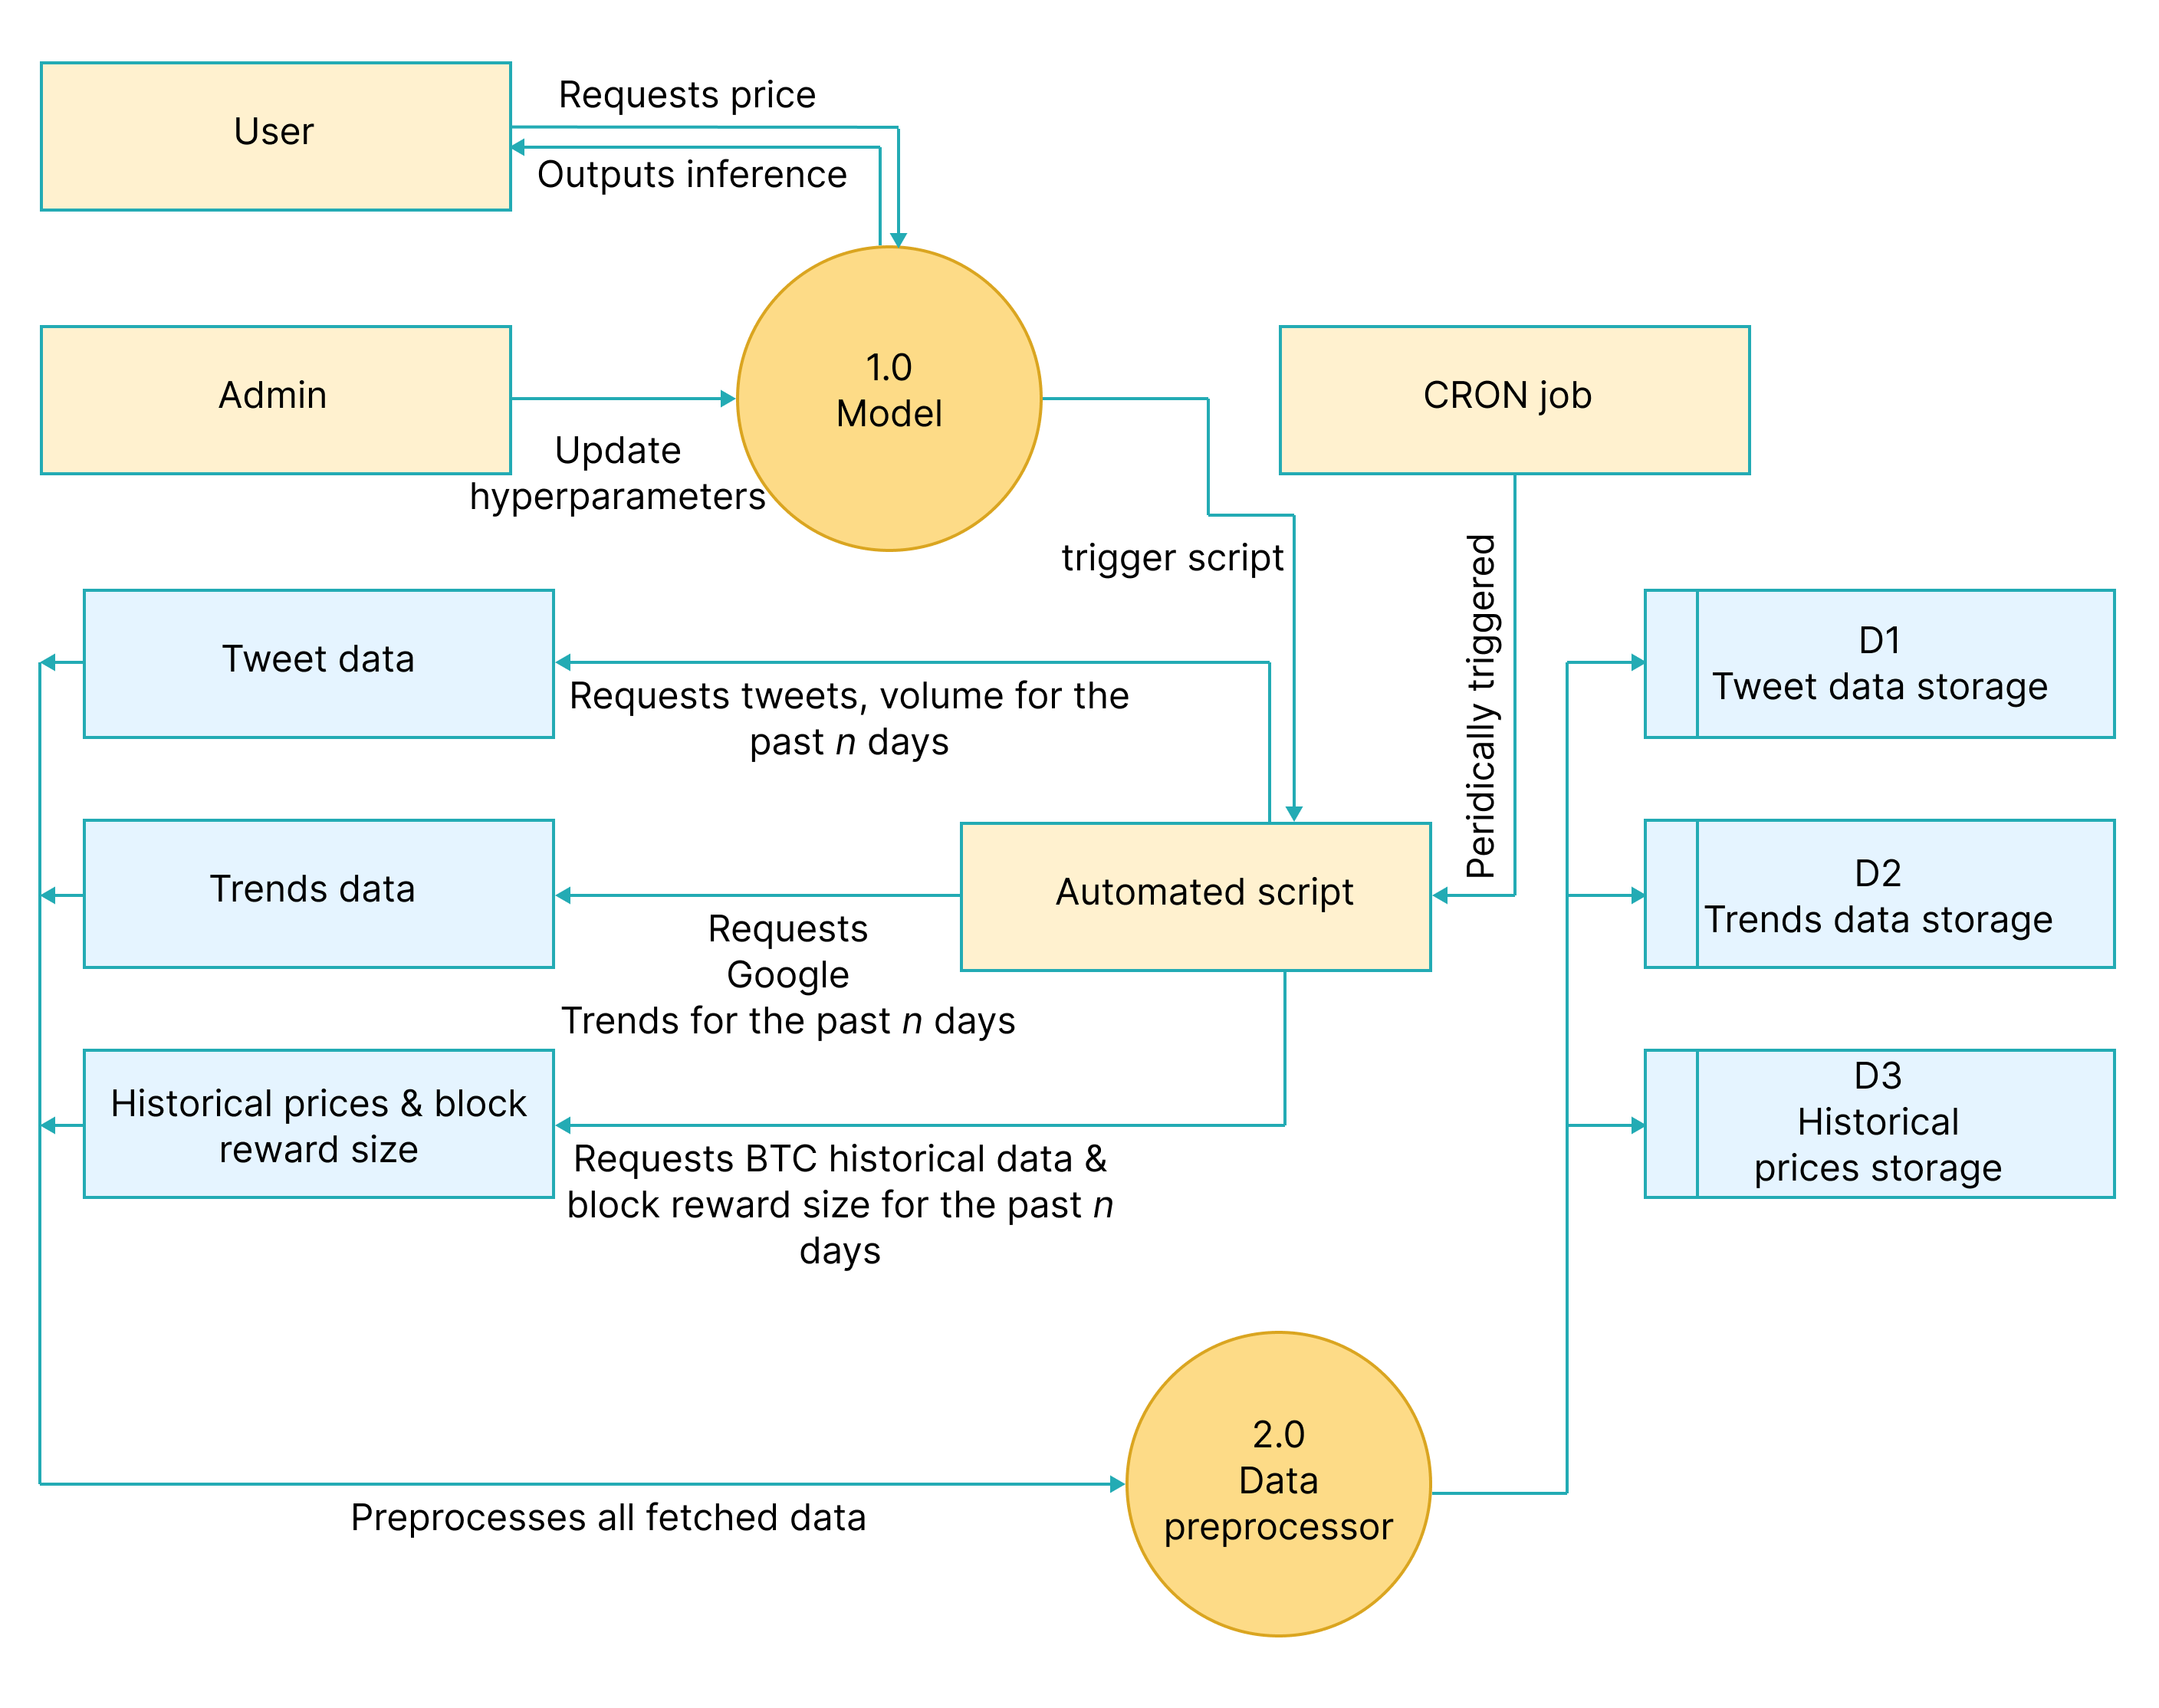 User
Requests price
Outputs inference
Admin
Update
hyperparameters
1.0
Model
CRON job
trigger script
Periodically triggered
Tweet data
Requests tweets, volume for the
past n days
D1
Tweet data storage
Trends data
Requests
Google
Trends for the past n days
Automated script
D2
Trends data storage
Historical prices & block
reward size
Requests BTC historical data &
block reward size for the past n
days
D3
Historical
prices storage
Preprocesses all fetched data
2.0
Data
preprocessor